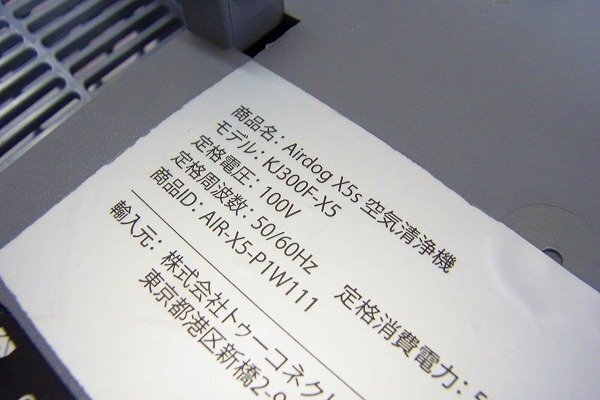 商品名: Airdog X5s 空気清浄機
モデル: KJ300F-X5
定格電圧: 100V
定格周波数: 50/60Hz 定格消費電力: 5
商品ID: AIR-X5-P1W111
輸入元: 株式会社トゥーコネクト
東京都港区新橋2-9